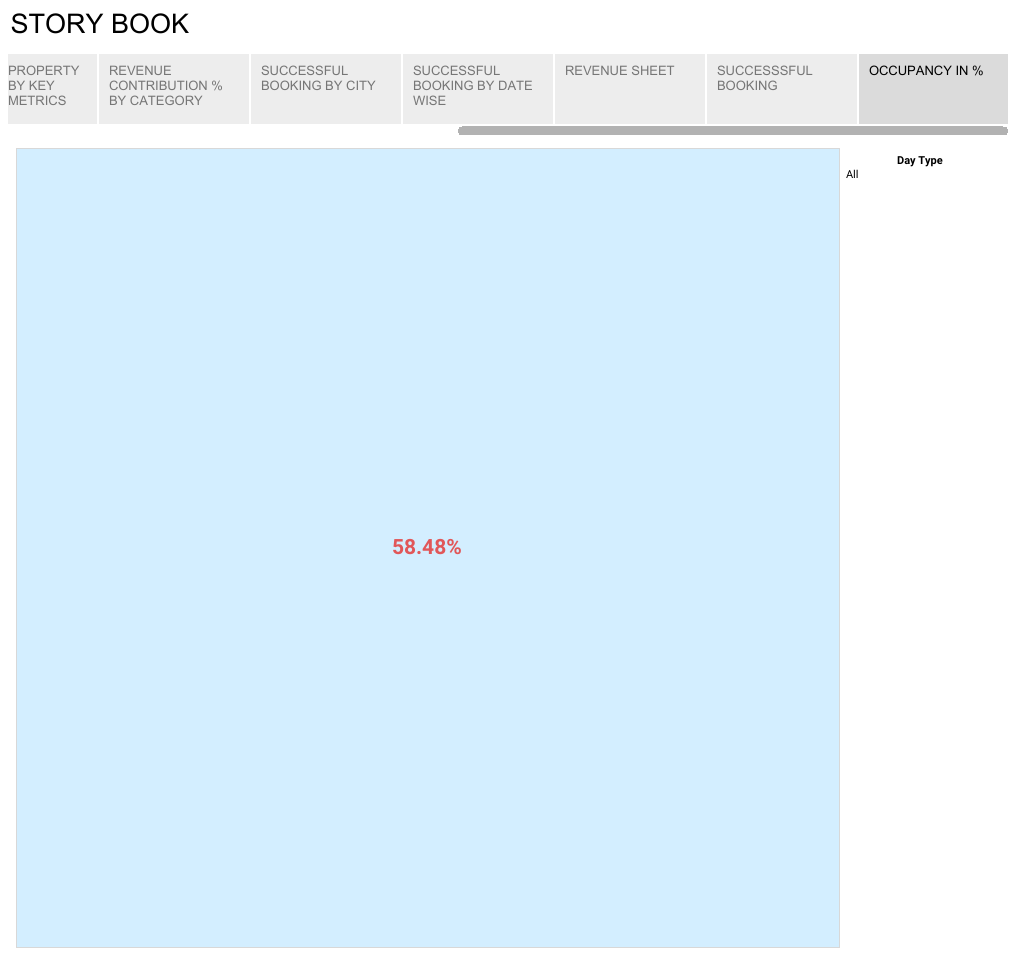 STORY BOOK
PROPERTY
BY KEY
METRICS
REVENUE
CONTRIBUTION %
BY CATEGORY
SUCCESSFUL
BOOKING BY CITY
SUCCESSFUL
BOOKING BY DATE
WISE
REVENUE SHEET
SUCCESSSFUL
BOOKING
OCCUPANCY IN %
Day Type
All
58.48%